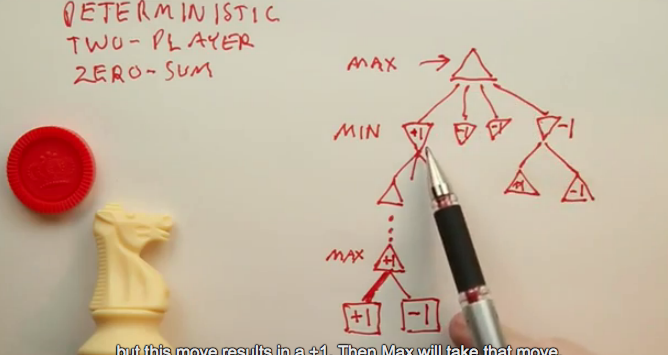 DETERMINISTIC
TWO-PLAYER
ZERO-SUM
MAX
MIN +1 -1 -1 -1
+1 -1
MAX +1
+1 -1
but this move results in a +1. Then Max will take that move